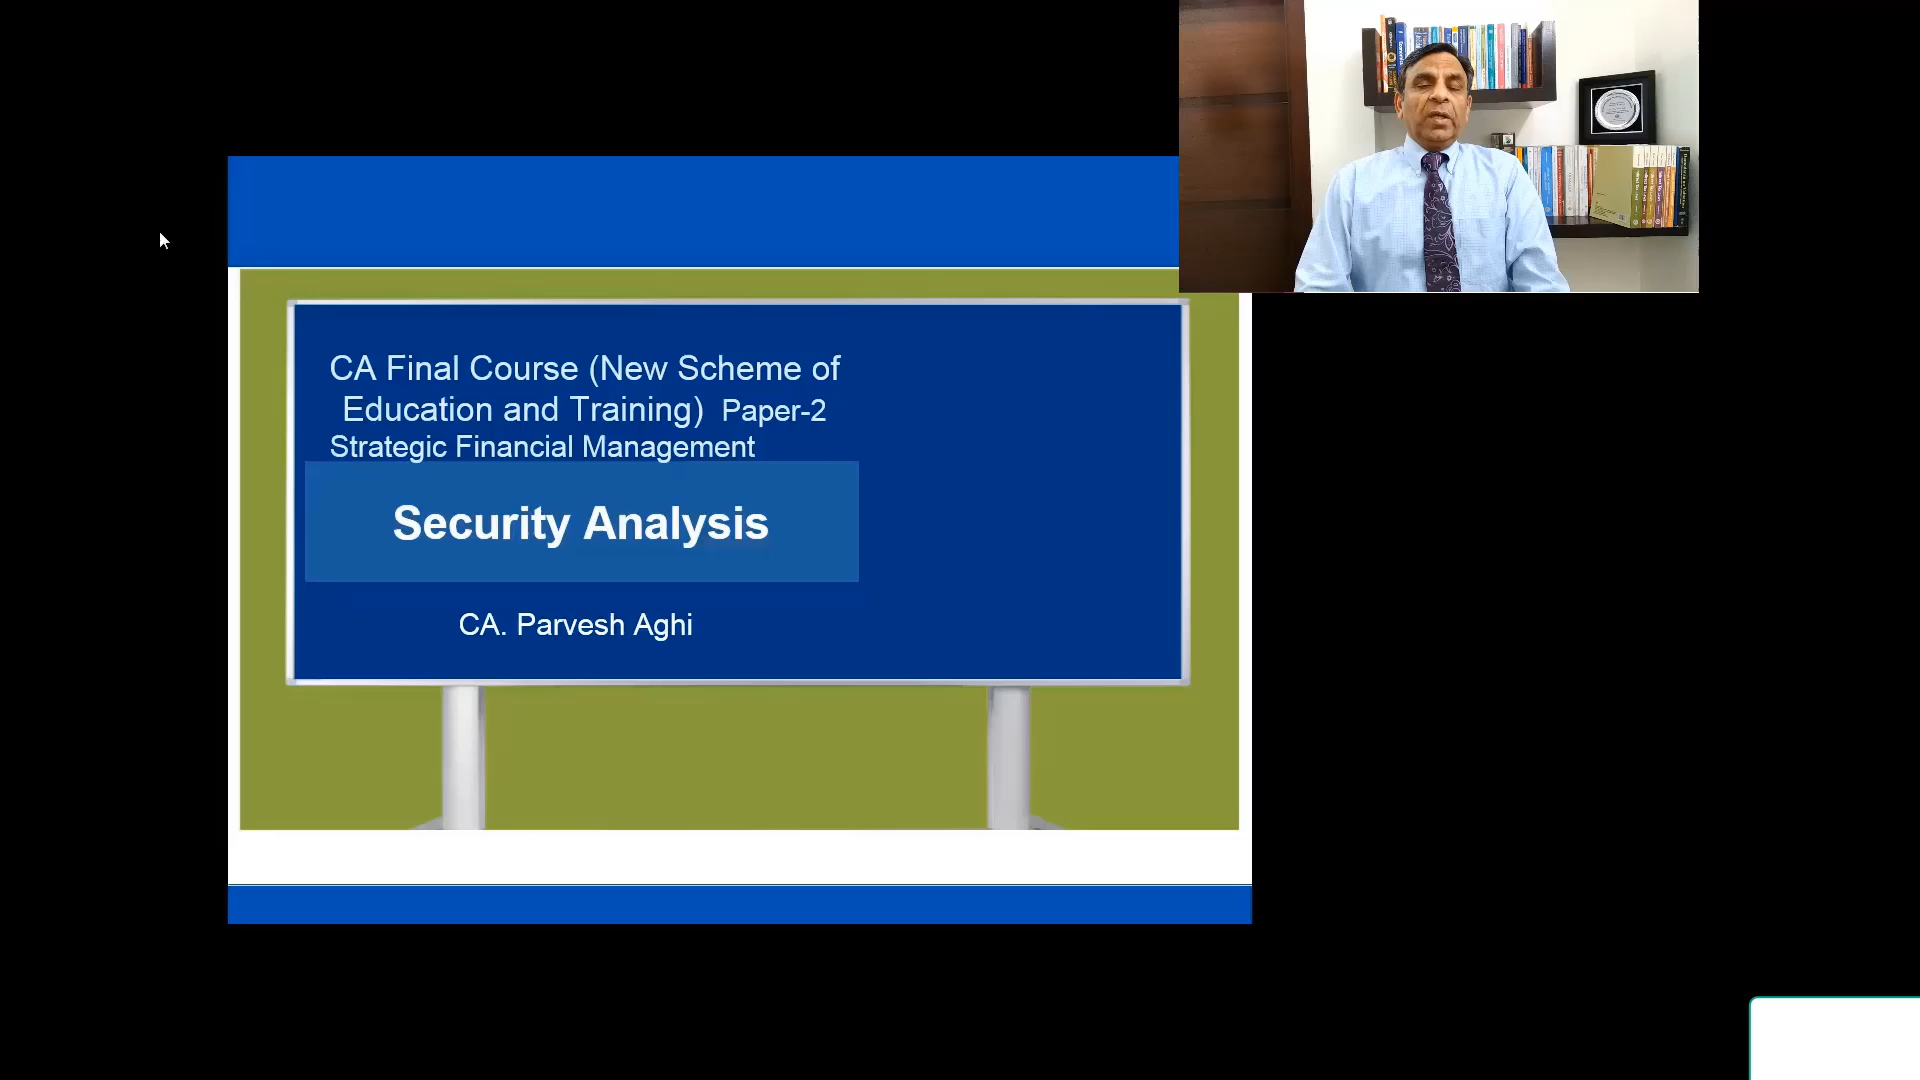 CA Final Course (New Scheme of
Education and Training) Paper-2
Strategic Financial Management
Security Analysis
CA. Parvesh Aghi